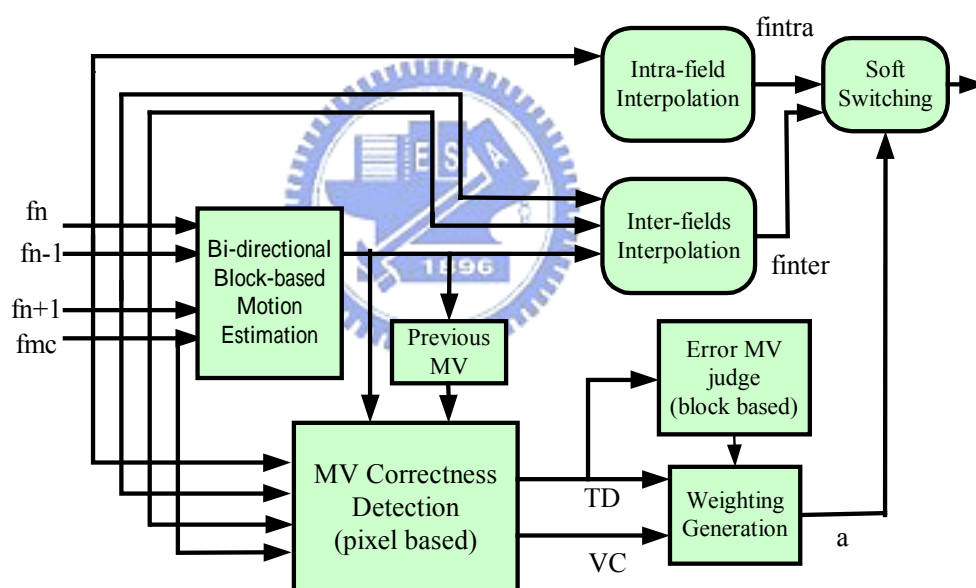 fintra
Intra-field
Interpolation
Soft
Switching
E S A
fn
fn-1
Bi-directional
Block-based
Motion
Estimation
Inter-fields
Interpolation
finter
1896
fn+1
fmc
Previous
MV
Error MV
judge
(block based)
MV Correctness
Detection
(pixel based)
TD
VC
Weighting
Generation
a